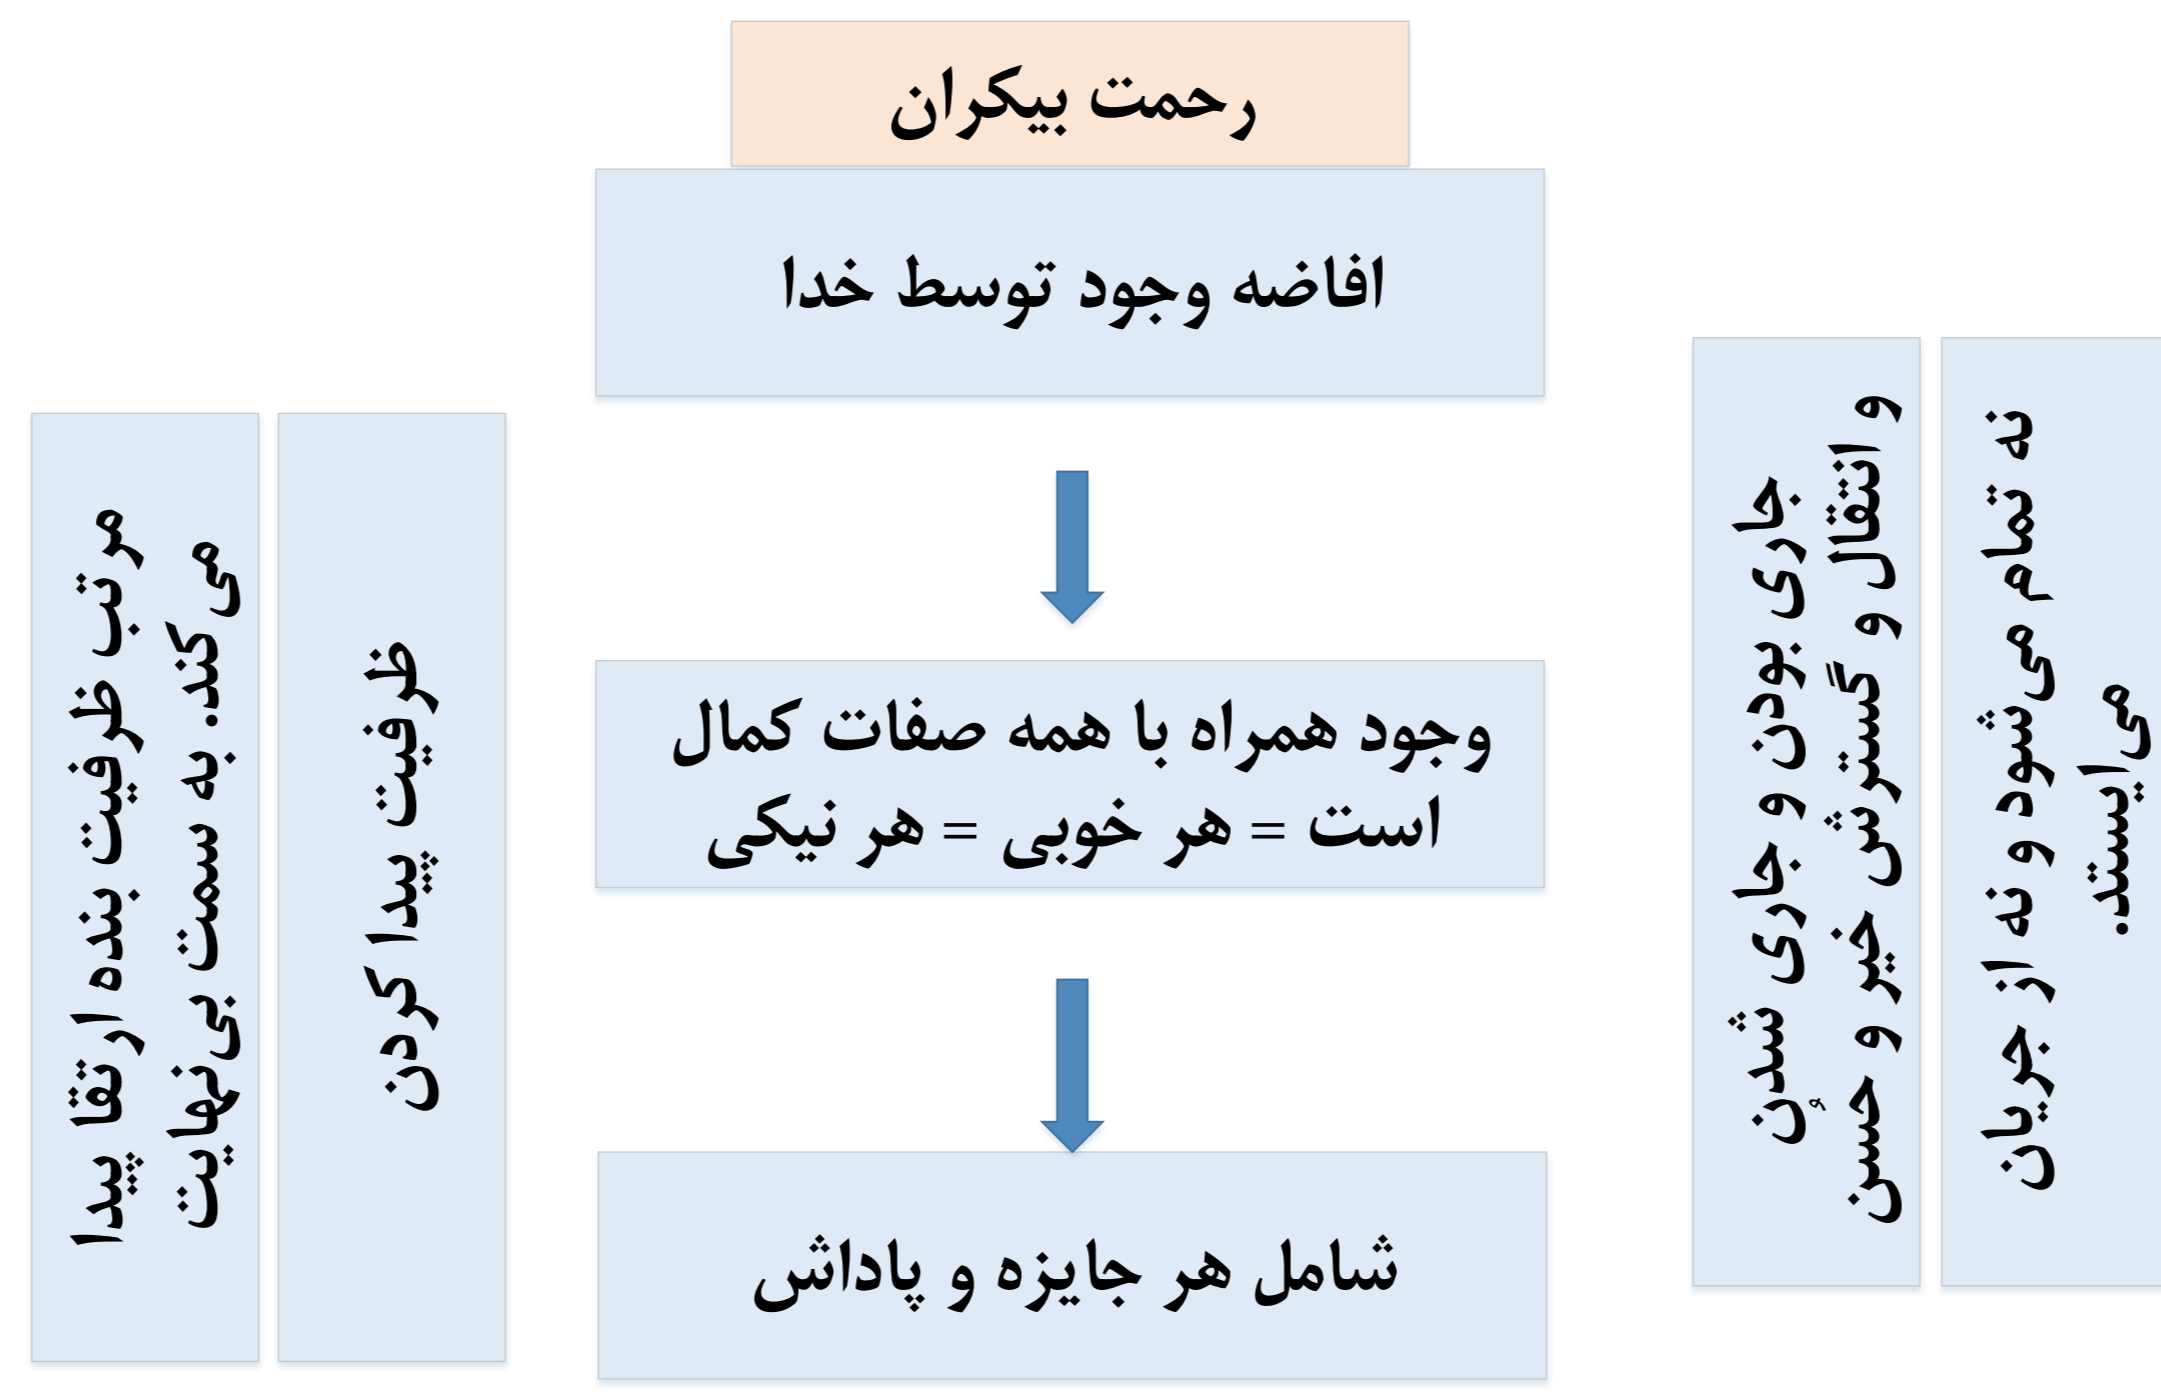 رحمت بیکران
افاضه وجود توسط خدا
وجود همراه با همه صفات کمال
است = هر خوبی = هر نیکی
شامل هر جایزه و پاداش
نه تمام می‌شود و نه از جریان
می‌ایستد.
جاری بودن و جاری شدنِ
و انتقال و گسترش خیر و حسن
ظرفیت پیدا کردن
مرتب ظرفیت بنده ارتقا پیدا
می‌کند. به سمت بی‌نهایت